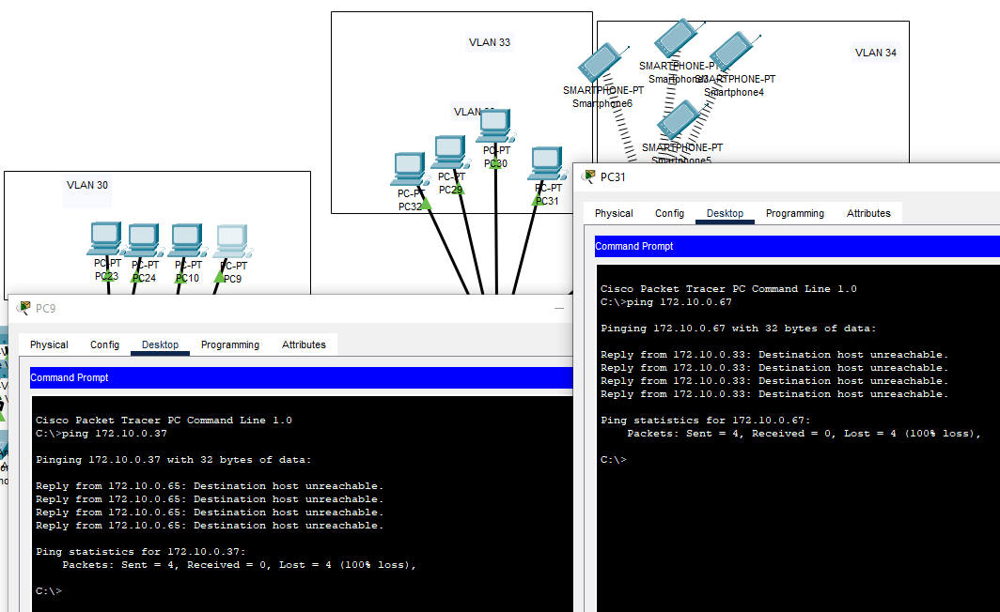 VLAN 33
VLAN 34
SMARTPHONE-PT
SMARTPHONE-PT
SMARTPHONE-PT
Smartphone4
Smartphone6
VLAN
PC-PT
PC30
SMARTPHONE-PT
Smartphone5
PC-PT
PC29
PC-PT
PC32
PC-PT
PC31
VLAN 30
PC-PT
PC23
PC-PT
PC24
PC-PT
PC10
PC-PT
PC9
PC9
Physical
Config
Desktop
Programming
Attributes
Command Prompt
Cisco Packet Tracer PC Command Line 1.0
C:\>ping 172.10.0.37
Pinging 172.10.0.37 with 32 bytes of data:
Reply from 172.10.0.65: Destination host unreachable.
Reply from 172.10.0.65: Destination host unreachable.
Reply from 172.10.0.65: Destination host unreachable.
Reply from 172.10.0.65: Destination host unreachable.
Ping statistics for 172.10.0.37:
Packets: Sent = 4, Received = 0, Lost = 4 (100% loss),
C:\>
PC31
Physical
Config
Desktop
Programming
Attributes
Command Prompt
Cisco Packet Tracer PC Command Line 1.0
C:\>ping 172.10.0.67
Pinging 172.10.0.67 with 32 bytes of data:
Reply from 172.10.0.33: Destination host unreachable.
Reply from 172.10.0.33: Destination host unreachable.
Reply from 172.10.0.33: Destination host unreachable.
Reply from 172.10.0.33: Destination host unreachable.
Ping statistics for 172.10.0.67:
Packets: Sent = 4, Received = 0, Lost = 4 (100% loss),
C:\>